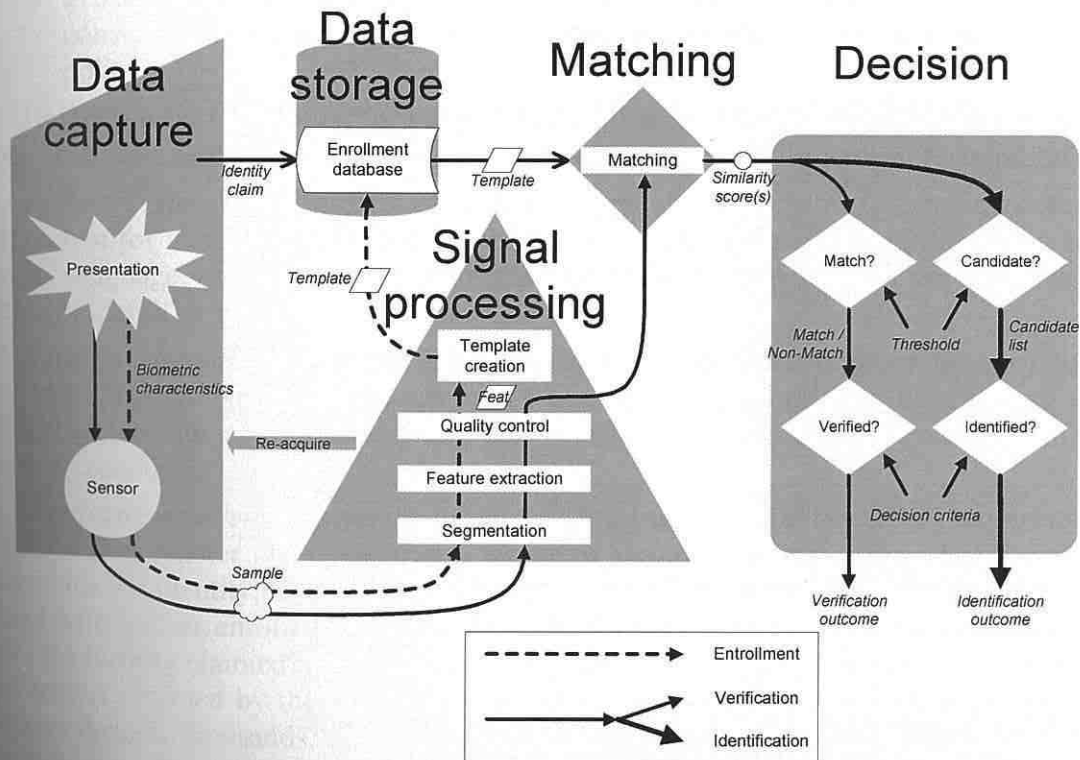 Data
capture
Data
storage
Matching
Decision
Identity
claim
Enrollment
database
Template
Matching
Similarity
score(s)
Presentation
Biometric
characteristics
Sensor
Template
Signal
processing
Template
creation
Feat
Quality control
Feature extraction
Segmentation
Re-acquire
Sample
Match?
Candidate?
Match /
Non-Match
Threshold
Candidate
list
Verified?
Identified?
Decision criteria
Verification
outcome
Identification
outcome
Entrollment
Verification
Identification